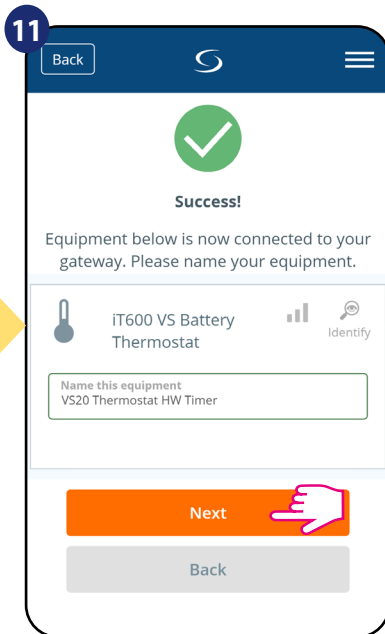 11
Back
Success!
Equipment below is now connected to your
gateway. Please name your equipment.
iT600 VS Battery
Thermostat
Identify
Name this equipment
VS20 Thermostat HW Timer
Next
Back